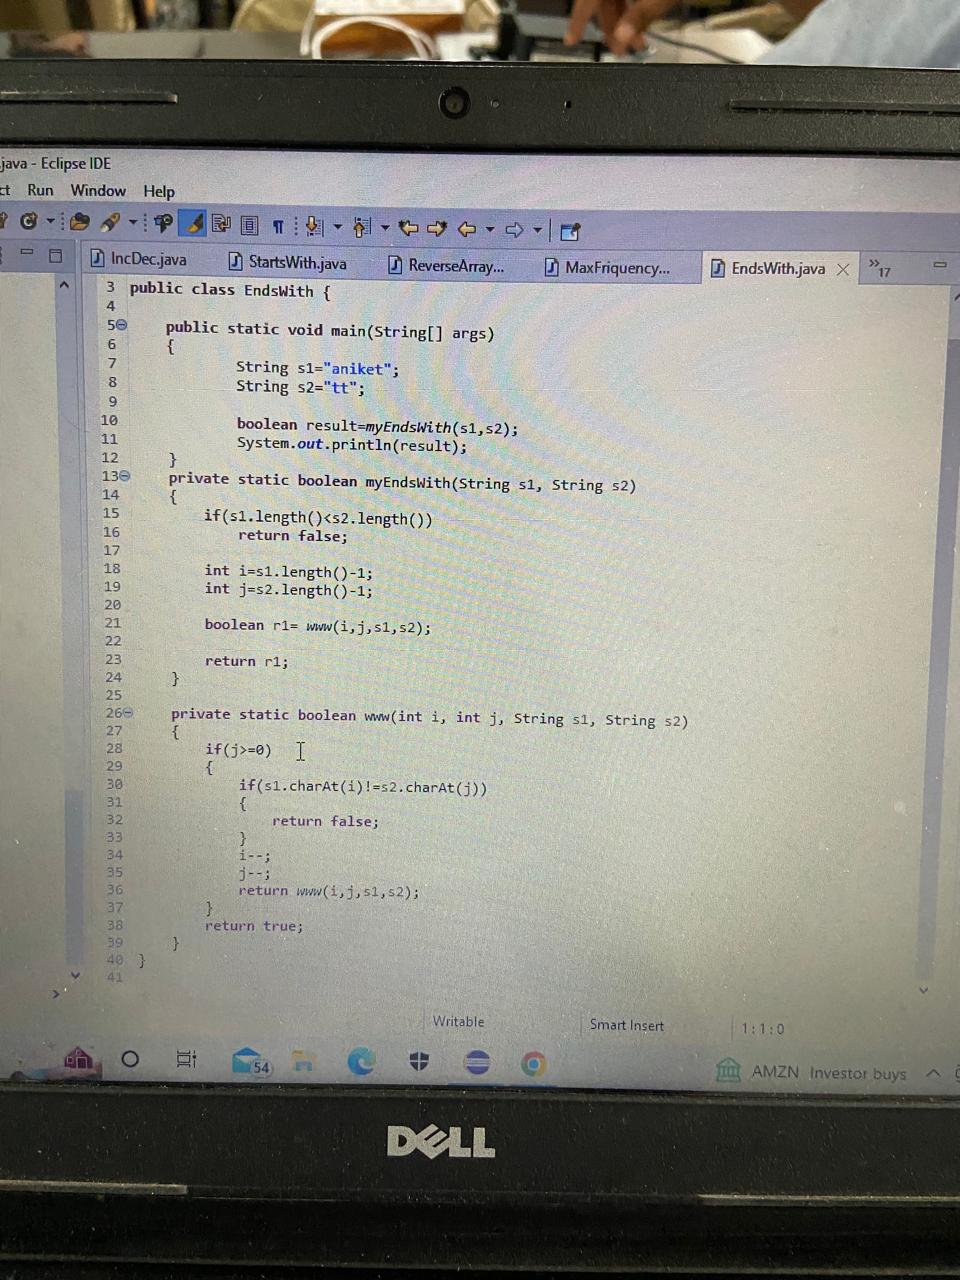 java - Eclipse IDE
ct Run Window Help
IncDec.java StartsWith.java ReverseArray... MaxFriquency... EndsWith.java »17
3 public class EndsWith {
4
5 public static void main(String[] args)
6 {
7 String s1="aniket";
8 String s2="tt";
9
10 boolean result=myEndsWith(s1,s2);
11 System.out.println(result);
12 }
13 private static boolean myEndsWith(String s1, String s2)
14 {
15 if(s1.length()<s2.length())
16 return false;
17
18 int i=s1.length()-1;
19 int j=s2.length()-1;
20
21 boolean r1= www(i,j,s1,s2);
22
23 return r1;
24 }
25
26 private static boolean www(int i, int j, String s1, String s2)
27 {
28 if(j>=0)
29 {
30 if(s1.charAt(i)!=s2.charAt(j))
31 {
32 return false;
33 }
34 i--;
35 j--;
36 return www(i,j,s1,s2);
37 }
38 return true;
39 }
40 }
41
Writable Smart Insert 1:1:0
54 AMZN Investor buys
DELL